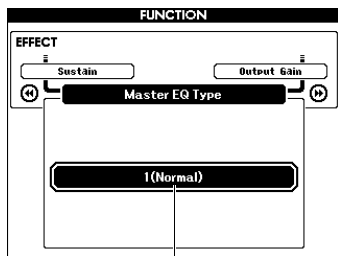 FUNCTION
EFFECT
Sustain
Output Gain
Master EQ Type
1(Normal)